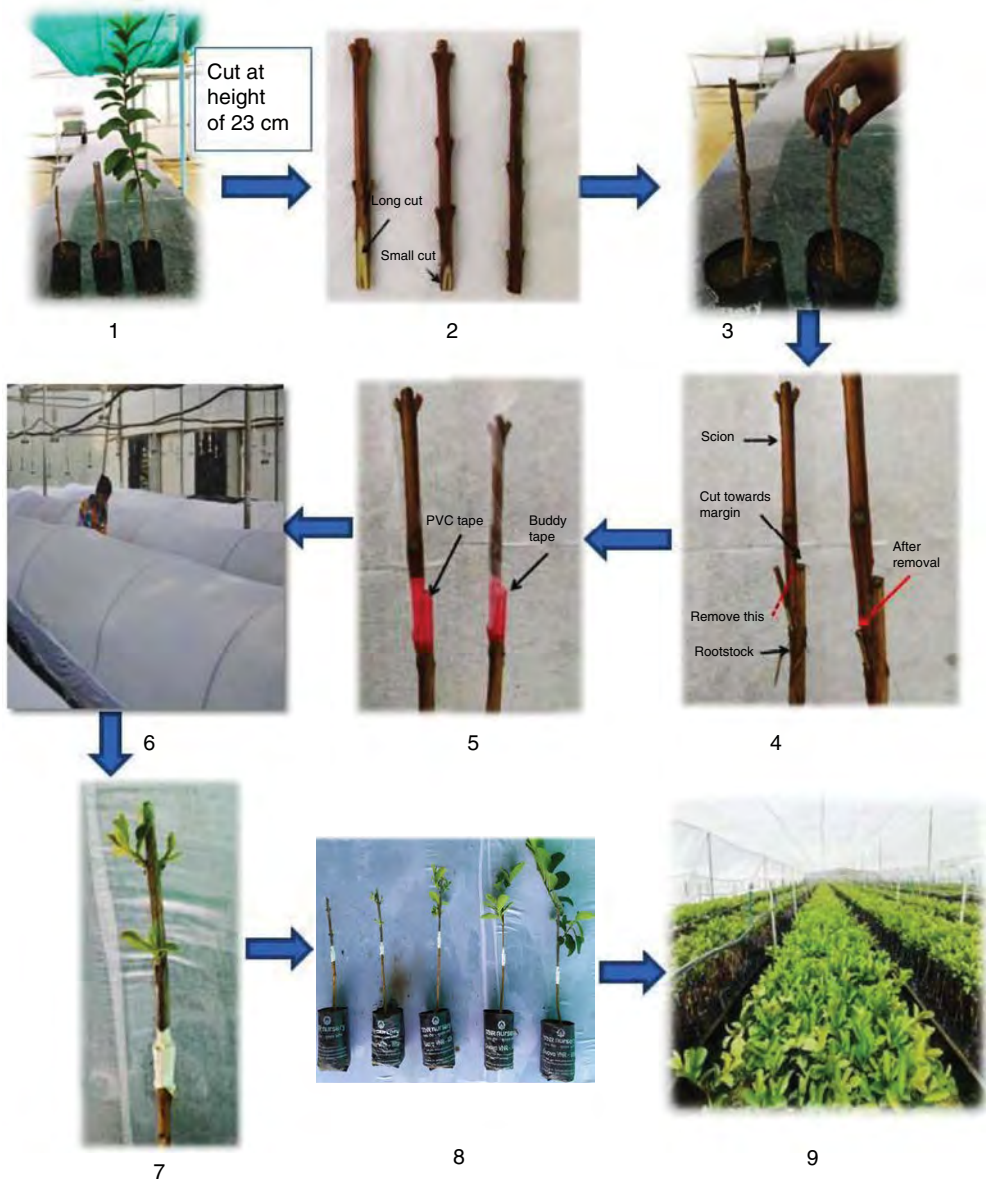 Cut at
height
of 23 cm
Long cut
Small cut
1
2
3
Scion
Cut towards
margin
After
removal
Remove this
Rootstock
PVC tape
Buddy
tape
6
5
4
7
8
9